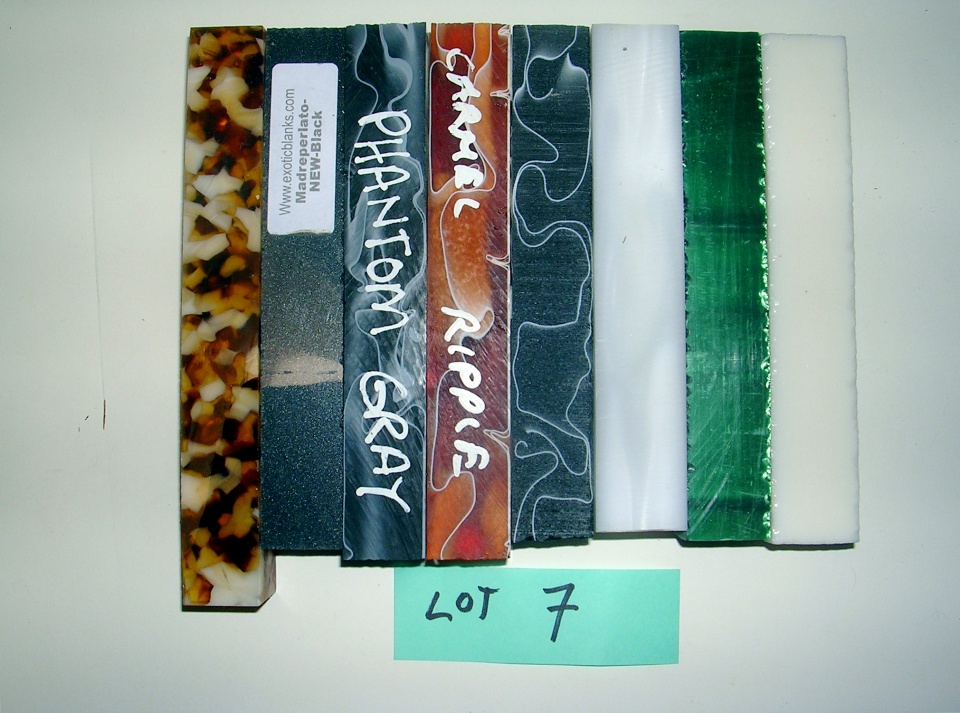 Www.exoticblanks.com
Madreperlato-
NEW-Black
PHANTOM GRAY
CARMEL RIPPLE
LOT 7